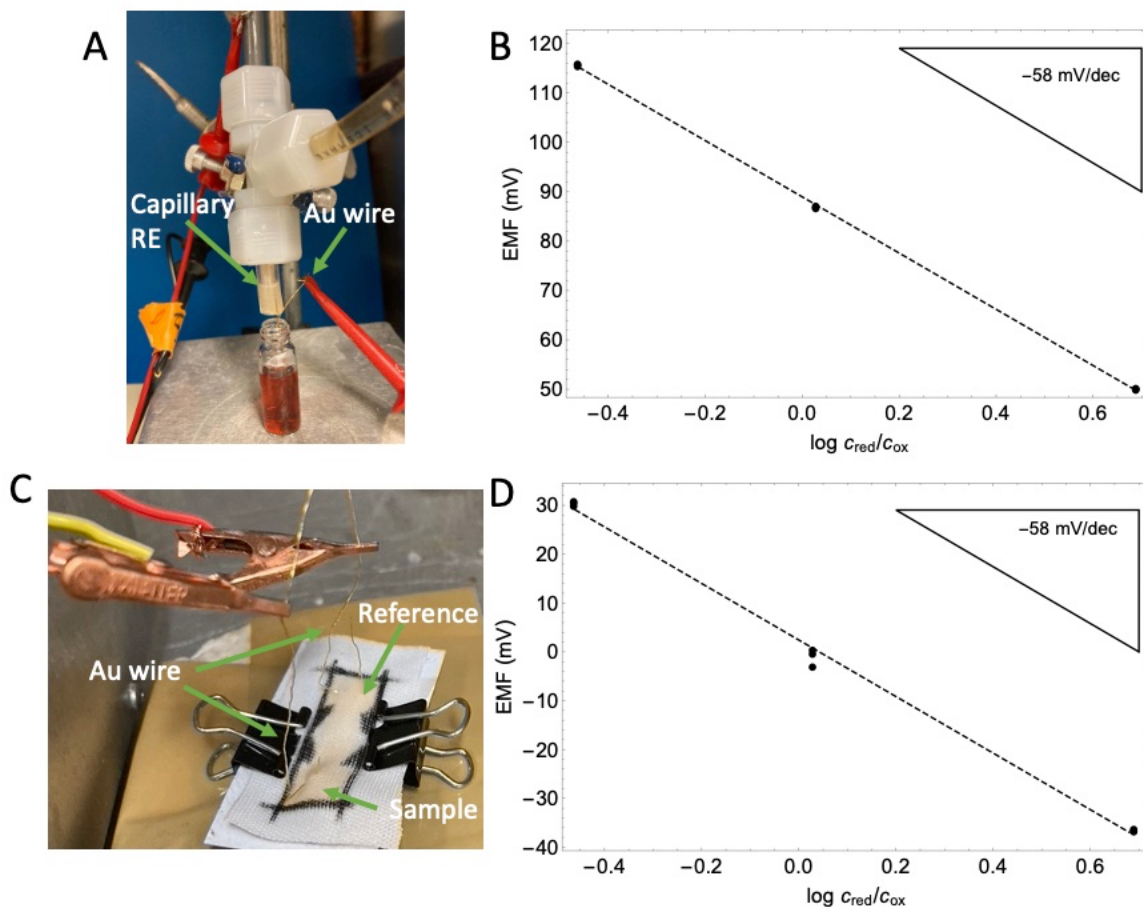 A
Capillary
RE
Au wire
B
120
110
100
90
80
70
60
50
EMF (mV)
−58 mV/dec
−0.4
−0.2
0.0
0.2
0.4
0.6
log cred/cox
C
Reference
Au wire
Sample
D
30
20
10
0
−10
−20
−30
−40
EMF (mV)
−58 mV/dec
−0.4
−0.2
0.0
0.2
0.4
0.6
log cred/cox